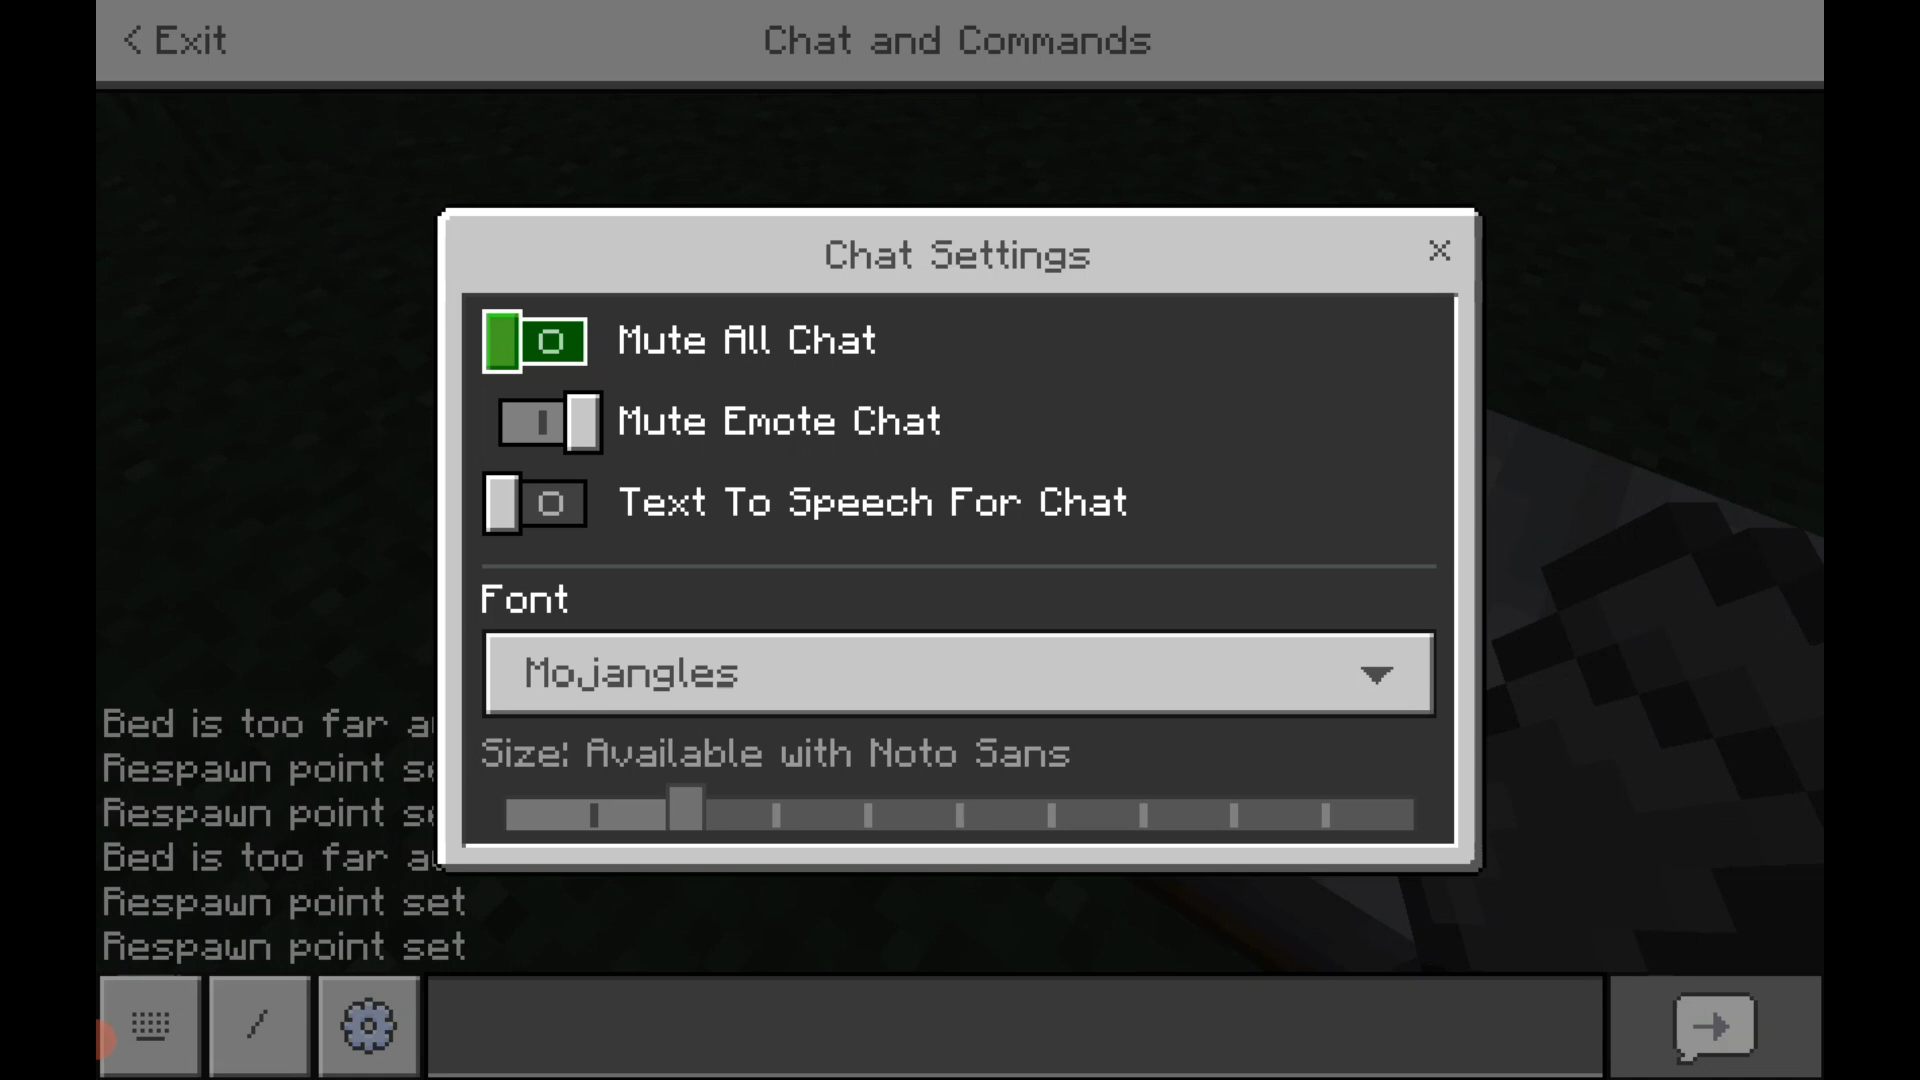 Exit
Chat and Commands
Chat Settings
Mute All Chat
Mute Emote Chat
Text To Speech For Chat
Font
Mojangles
Size: Available with Noto Sans
Bed is too far
Respawn point
Respawn point
Bed is too far
Respawn point set
Respawn point set